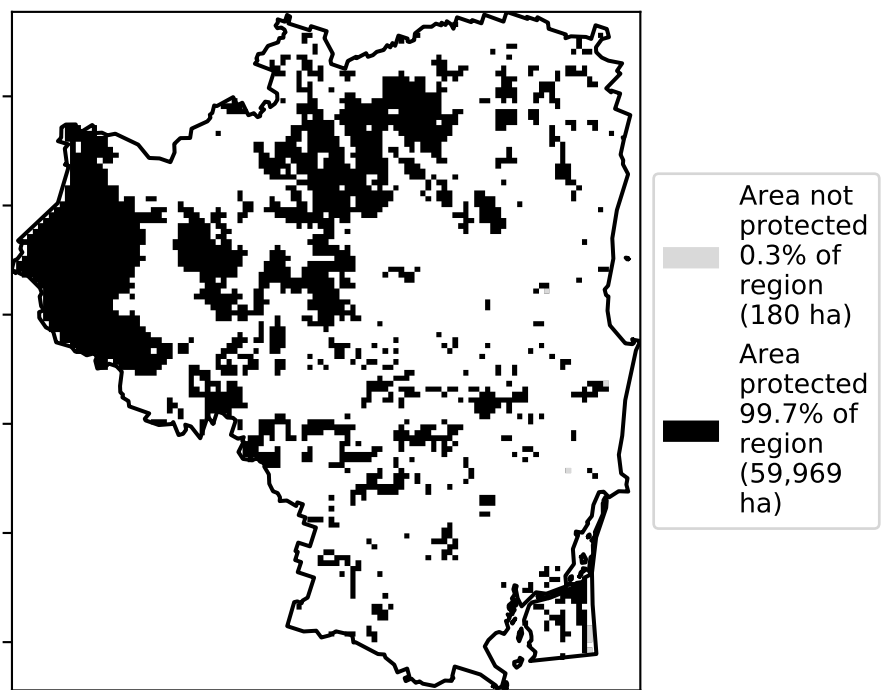 Area not
protected
0.3% of
region
(180 ha)
Area
protected
99.7% of
region
(59,969
ha)